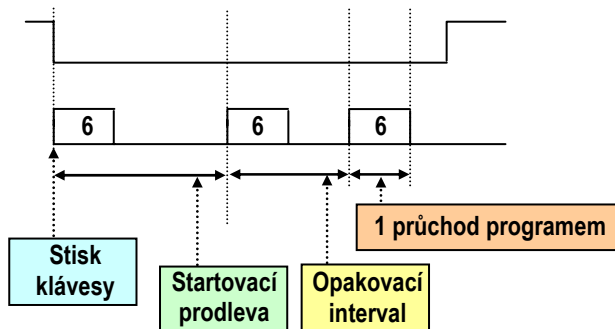 6 6 6
1 průchod programem
Stisk
klávesy
Startovací
prodleva
Opakovací
interval